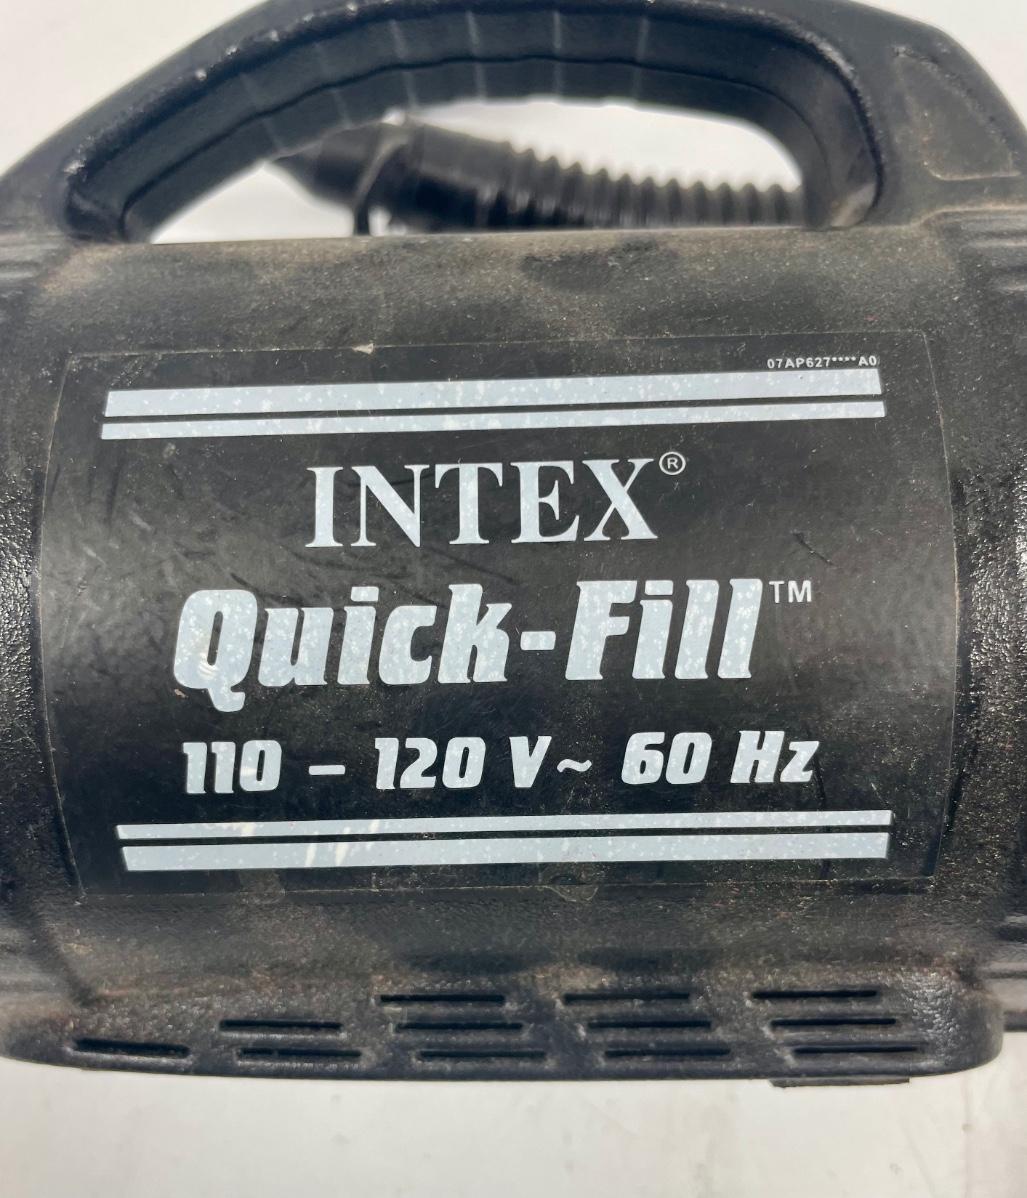 07AP627****A0
INTEX®
Quick-Fill™
110 – 120 V~ 60 Hz